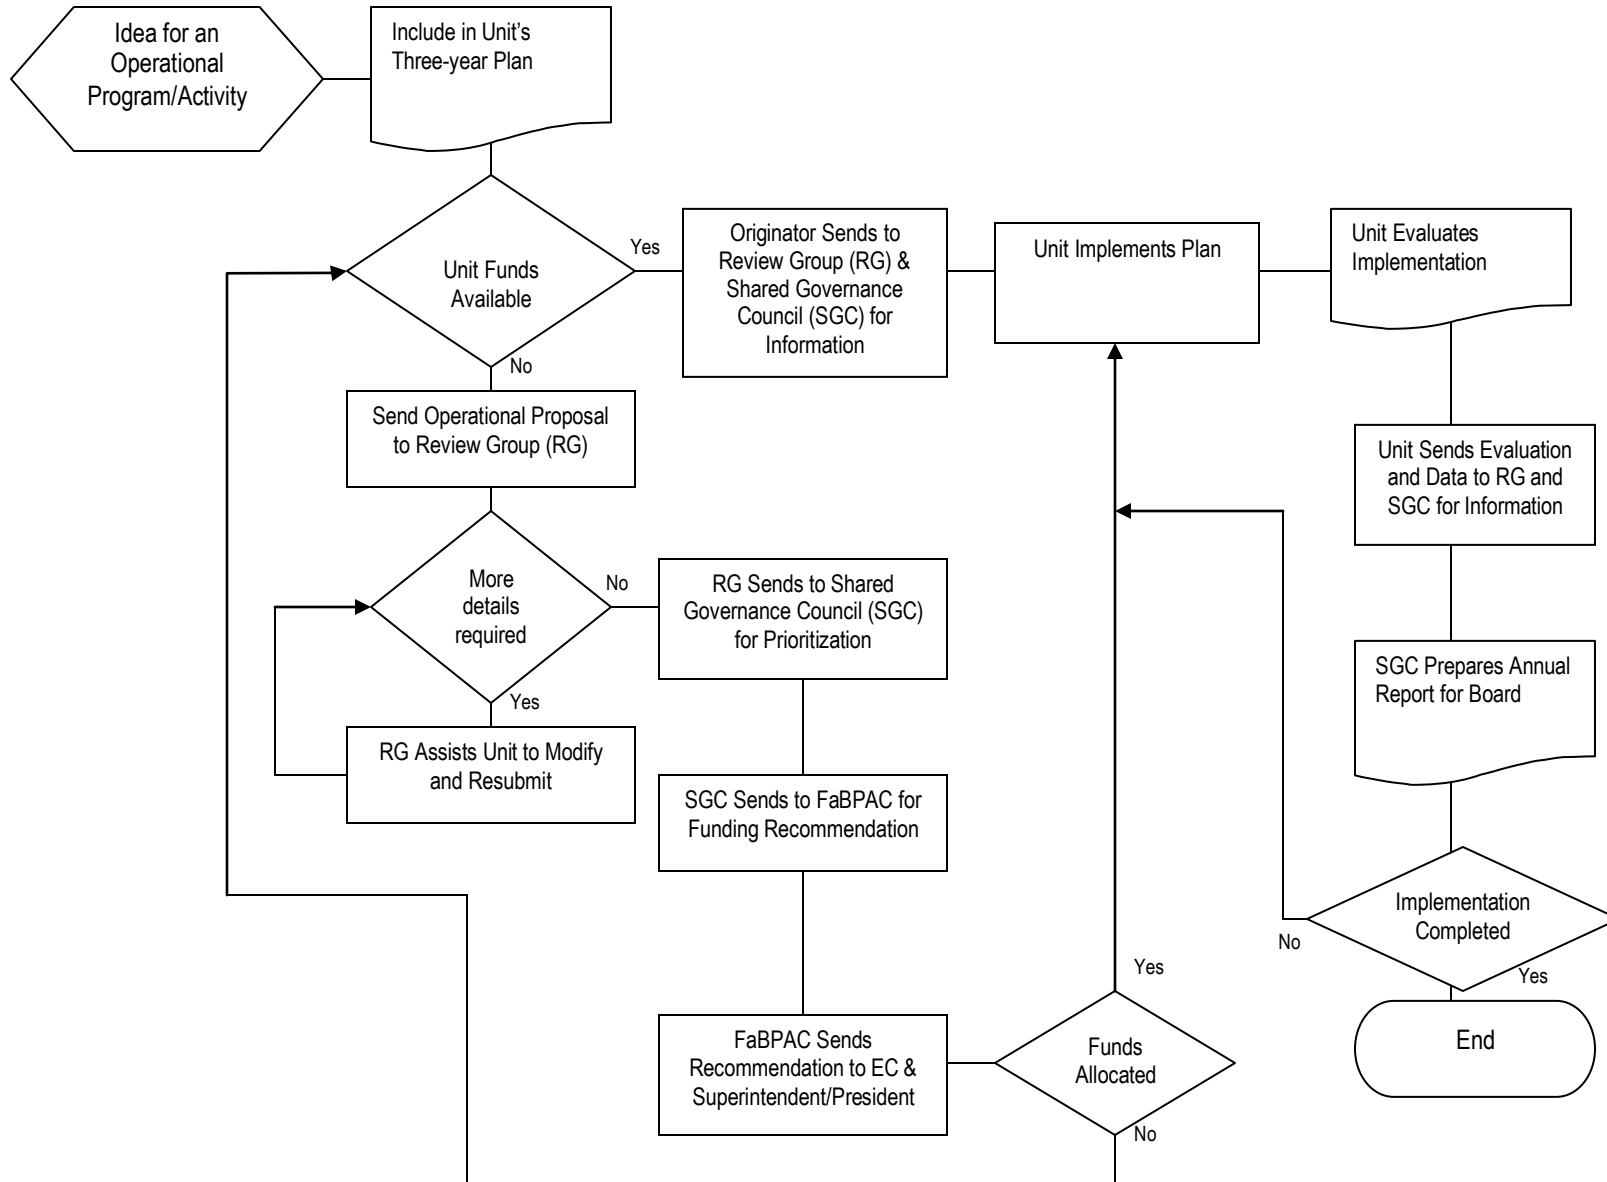 Idea for an
Operational
Program/Activity
Include in Unit's
Three-year Plan
Unit Funds
Available
Yes
No
Originator Sends to
Review Group (RG) &
Shared Governance
Council (SGC) for
Information
Unit Implements Plan
Unit Evaluates
Implementation
Send Operational Proposal
to Review Group (RG)
Unit Sends Evaluation
and Data to RG and
SGC for Information
More
details
required
No
Yes
RG Sends to Shared
Governance Council (SGC)
for Prioritization
SGC Prepares Annual
Report for Board
RG Assists Unit to Modify
and Resubmit
SGC Sends to FaBPAC for
Funding Recommendation
Implementation
Completed
No
Yes
FaBPAC Sends
Recommendation to EC &
Superintendent/President
Funds
Allocated
Yes
No
End